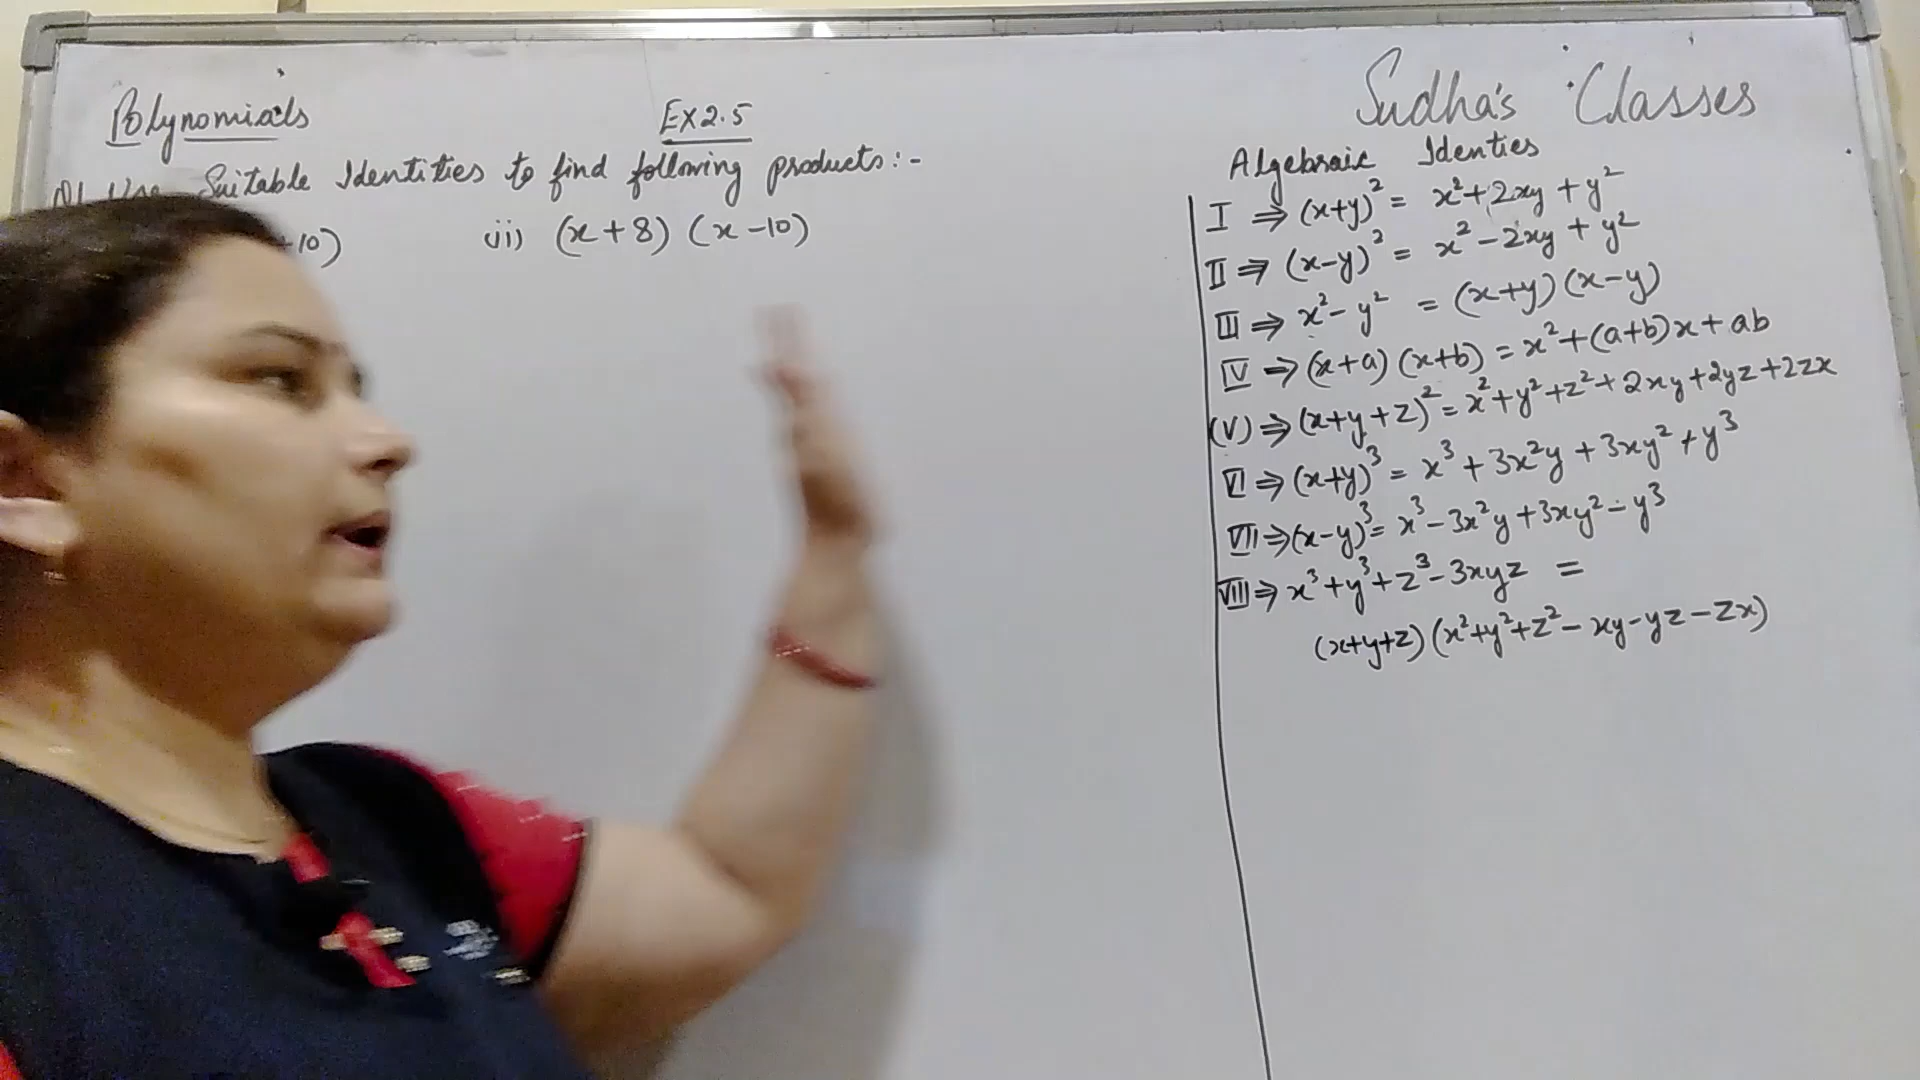 Polynomials
EX 2.5
Q1. Use Suitable Identities to find following products:-
+10)
(ii) (x+8) (x-10)
Sudha's Classes
Algebraic Identies
I ⇒ (x+y)² = x²+2xy+y²
II ⇒ (x-y)² = x²-2xy+y²
III ⇒ x²-y² = (x+y)(x-y)
IV ⇒ (x+a)(x+b) = x²+(a+b)x+ab
(V) ⇒ (x+y+z)² = x²+y²+z²+2xy+2yz+2zx
VI ⇒ (x+y)³ = x³+3x²y+3xy²+y³
VII ⇒ (x-y)³ = x³-3x²y+3xy²-y³
VIII ⇒ x³+y³+z³-3xyz =
(x+y+z)(x²+y²+z²-xy-yz-zx)